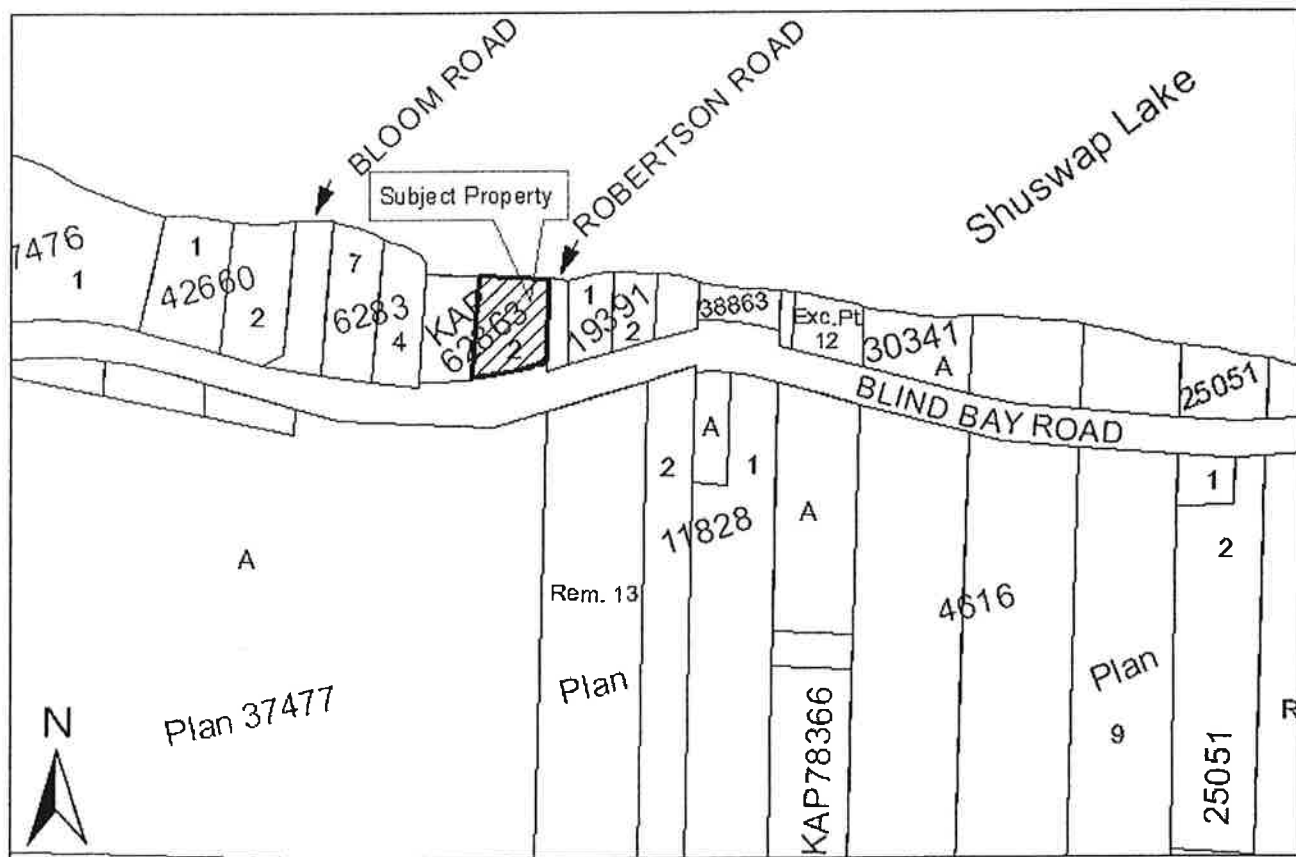 BLOOM ROAD
ROBERTSON ROAD
Shuswap Lake
Subject Property
7476
1
1
42660
2
7
6283
4
KAP
62863
2
1
19391
2
38863
Exc.Pt
12
30341
A
25051
BLIND BAY ROAD
A
2
A
1
11828
A
1
2
Rem. 13
4616
Plan 37477
Plan
KAP78366
Plan
9
25051
R
N